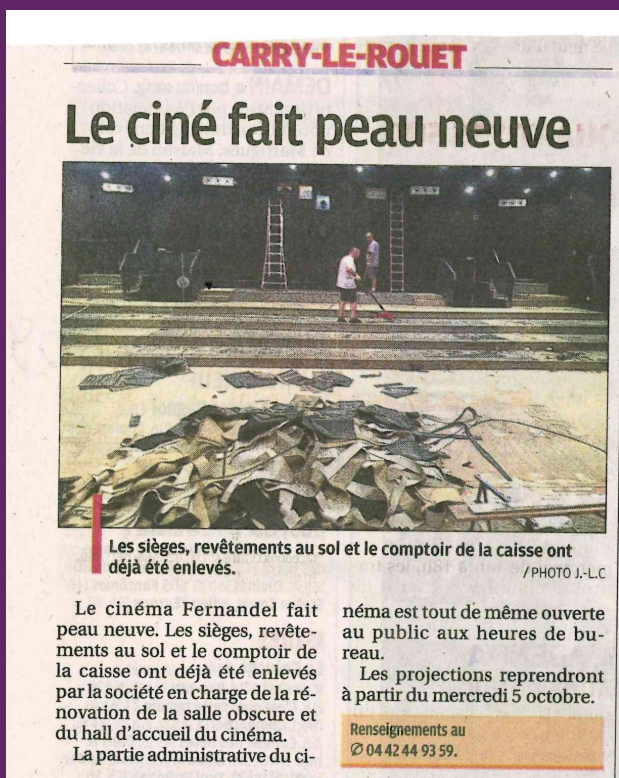 CARRY-LE-ROUET
Le ciné fait peau neuve
Les sièges, revêtements au sol et le comptoir de la caisse ont
déjà été enlevés.
/ PHOTO J.-L.C
Le cinéma Fernandel fait
peau neuve. Les sièges, revête-
ments au sol et le comptoir de
la caisse ont déjà été enlevés
par la société en charge de la ré-
novation de la salle obscure et
du hall d'accueil du cinéma.
La partie administrative du ci-
néma est tout de même ouverte
au public aux heures de bu-
reau.
Les projections reprendront
à partir du mercredi 5 octobre.
Renseignements au
✆ 04 42 44 93 59.